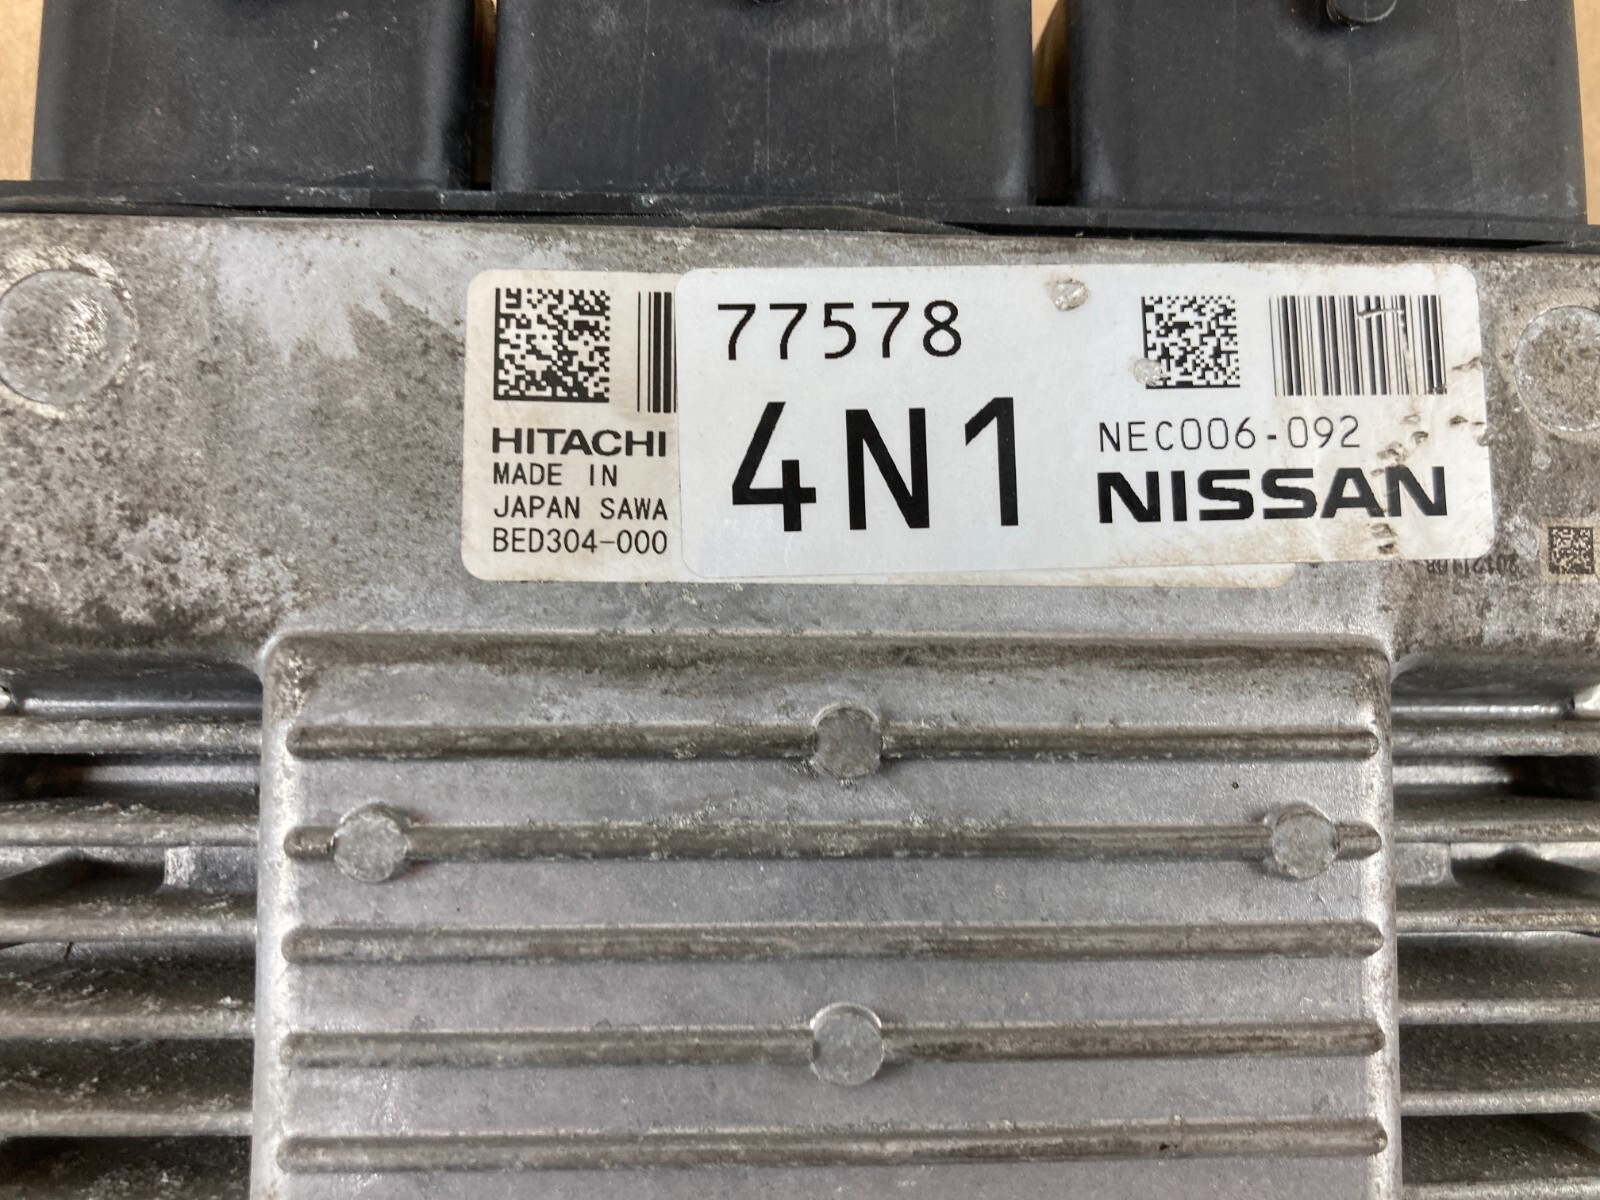 HITACHI
MADE IN
JAPAN SAWA
BED304-000
77578
4N1
NEC006-092
NISSAN